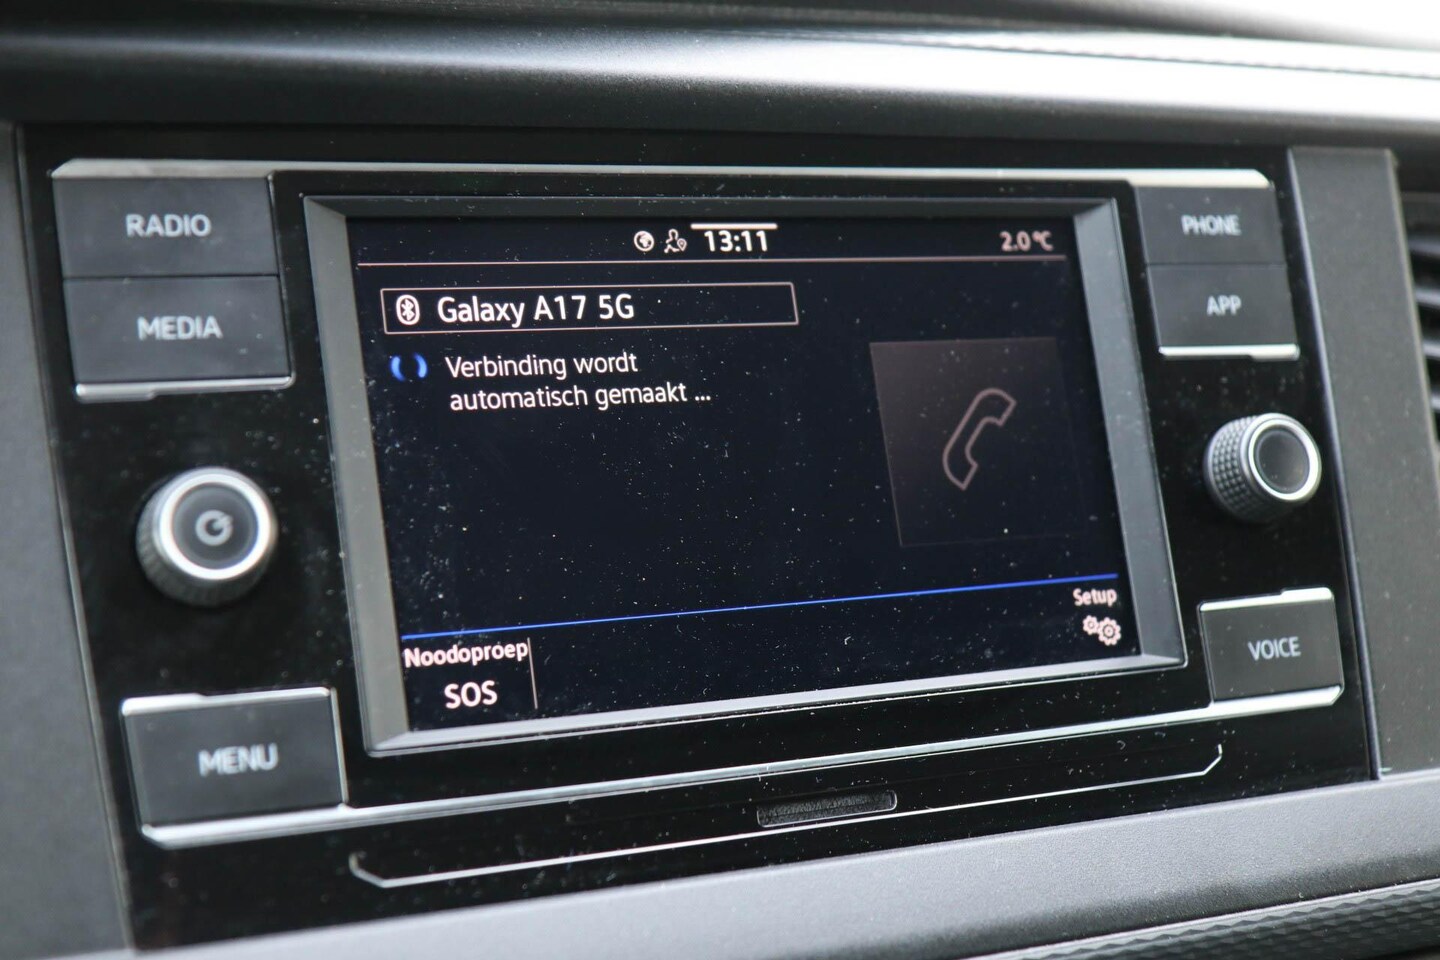 RADIO
MEDIA
MENU
13:11
2.0 °C
Galaxy A17 5G
Verbinding wordt
automatisch gemaakt ...
Setup
Noodoproep
SOS
PHONE
APP
VOICE